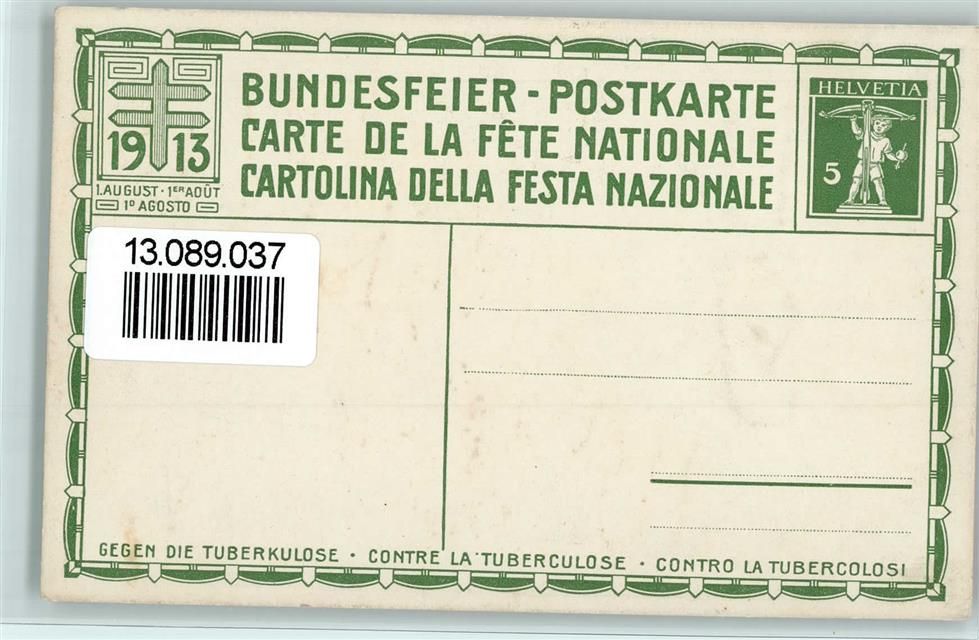 BUNDESFEIER - POSTKARTE
CARTE DE LA FÊTE NATIONALE
CARTOLINA DELLA FESTA NAZIONALE
1913
1. AUGUST · 1ER AOÛT
1º AGOSTO
HELVETIA
5
13.089.037
GEGEN DIE TUBERKULOSE · CONTRE LA TUBERCULOSE · CONTRO LA TUBERCOLOSI